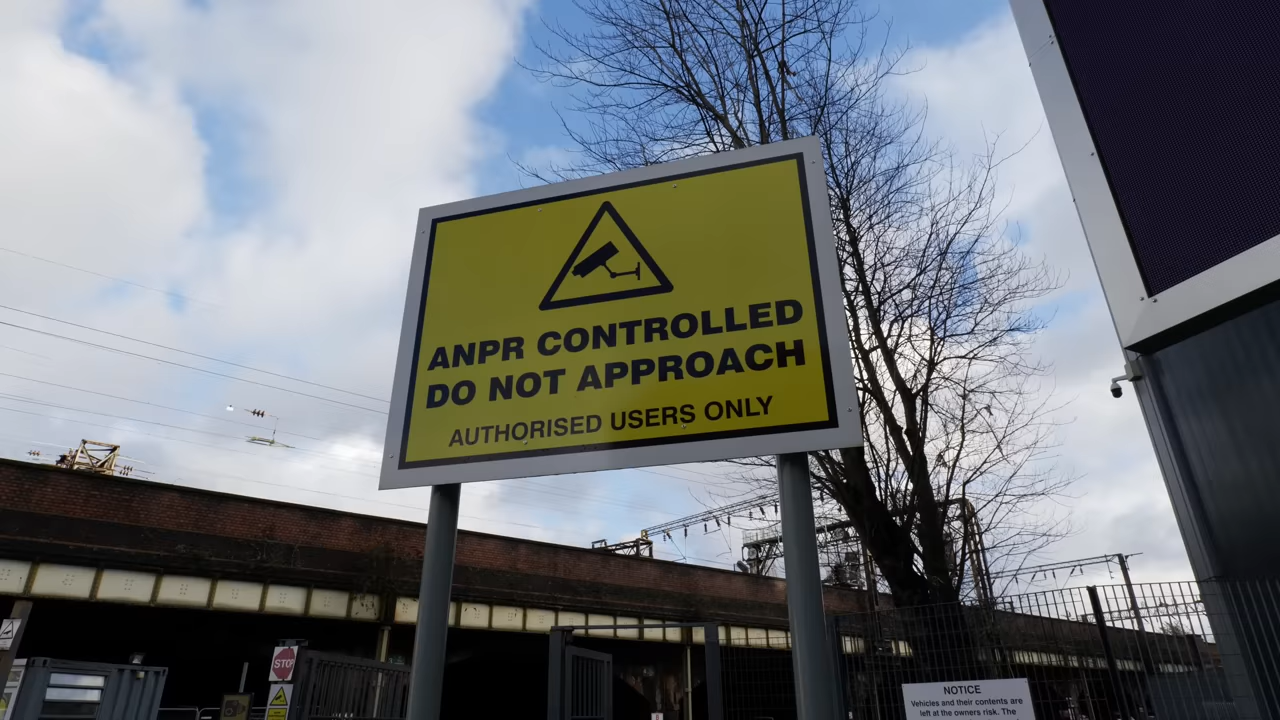 ANPR CONTROLLED
DO NOT APPROACH
AUTHORISED USERS ONLY
STOP
NOTICE
Vehicles and their contents are
left at the owners risk. The